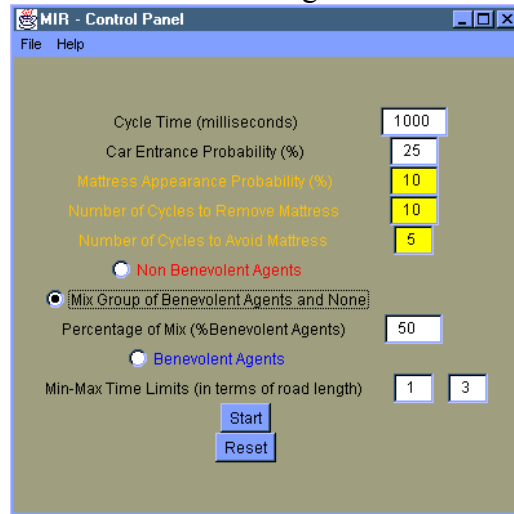 MIR - Control Panel
File Help
Cycle Time (milliseconds) 1000
Car Entrance Probability (%) 25
Mattress Appearance Probability (%) 10
Number of Cycles to Remove Mattress 10
Number of Cycles to Avoid Mattress 5
Non Benevolent Agents
Mix Group of Benevolent Agents and None
Percentage of Mix (%Benevolent Agents) 50
Benevolent Agents
Min-Max Time Limits (in terms of road length) 1 3
Start
Reset